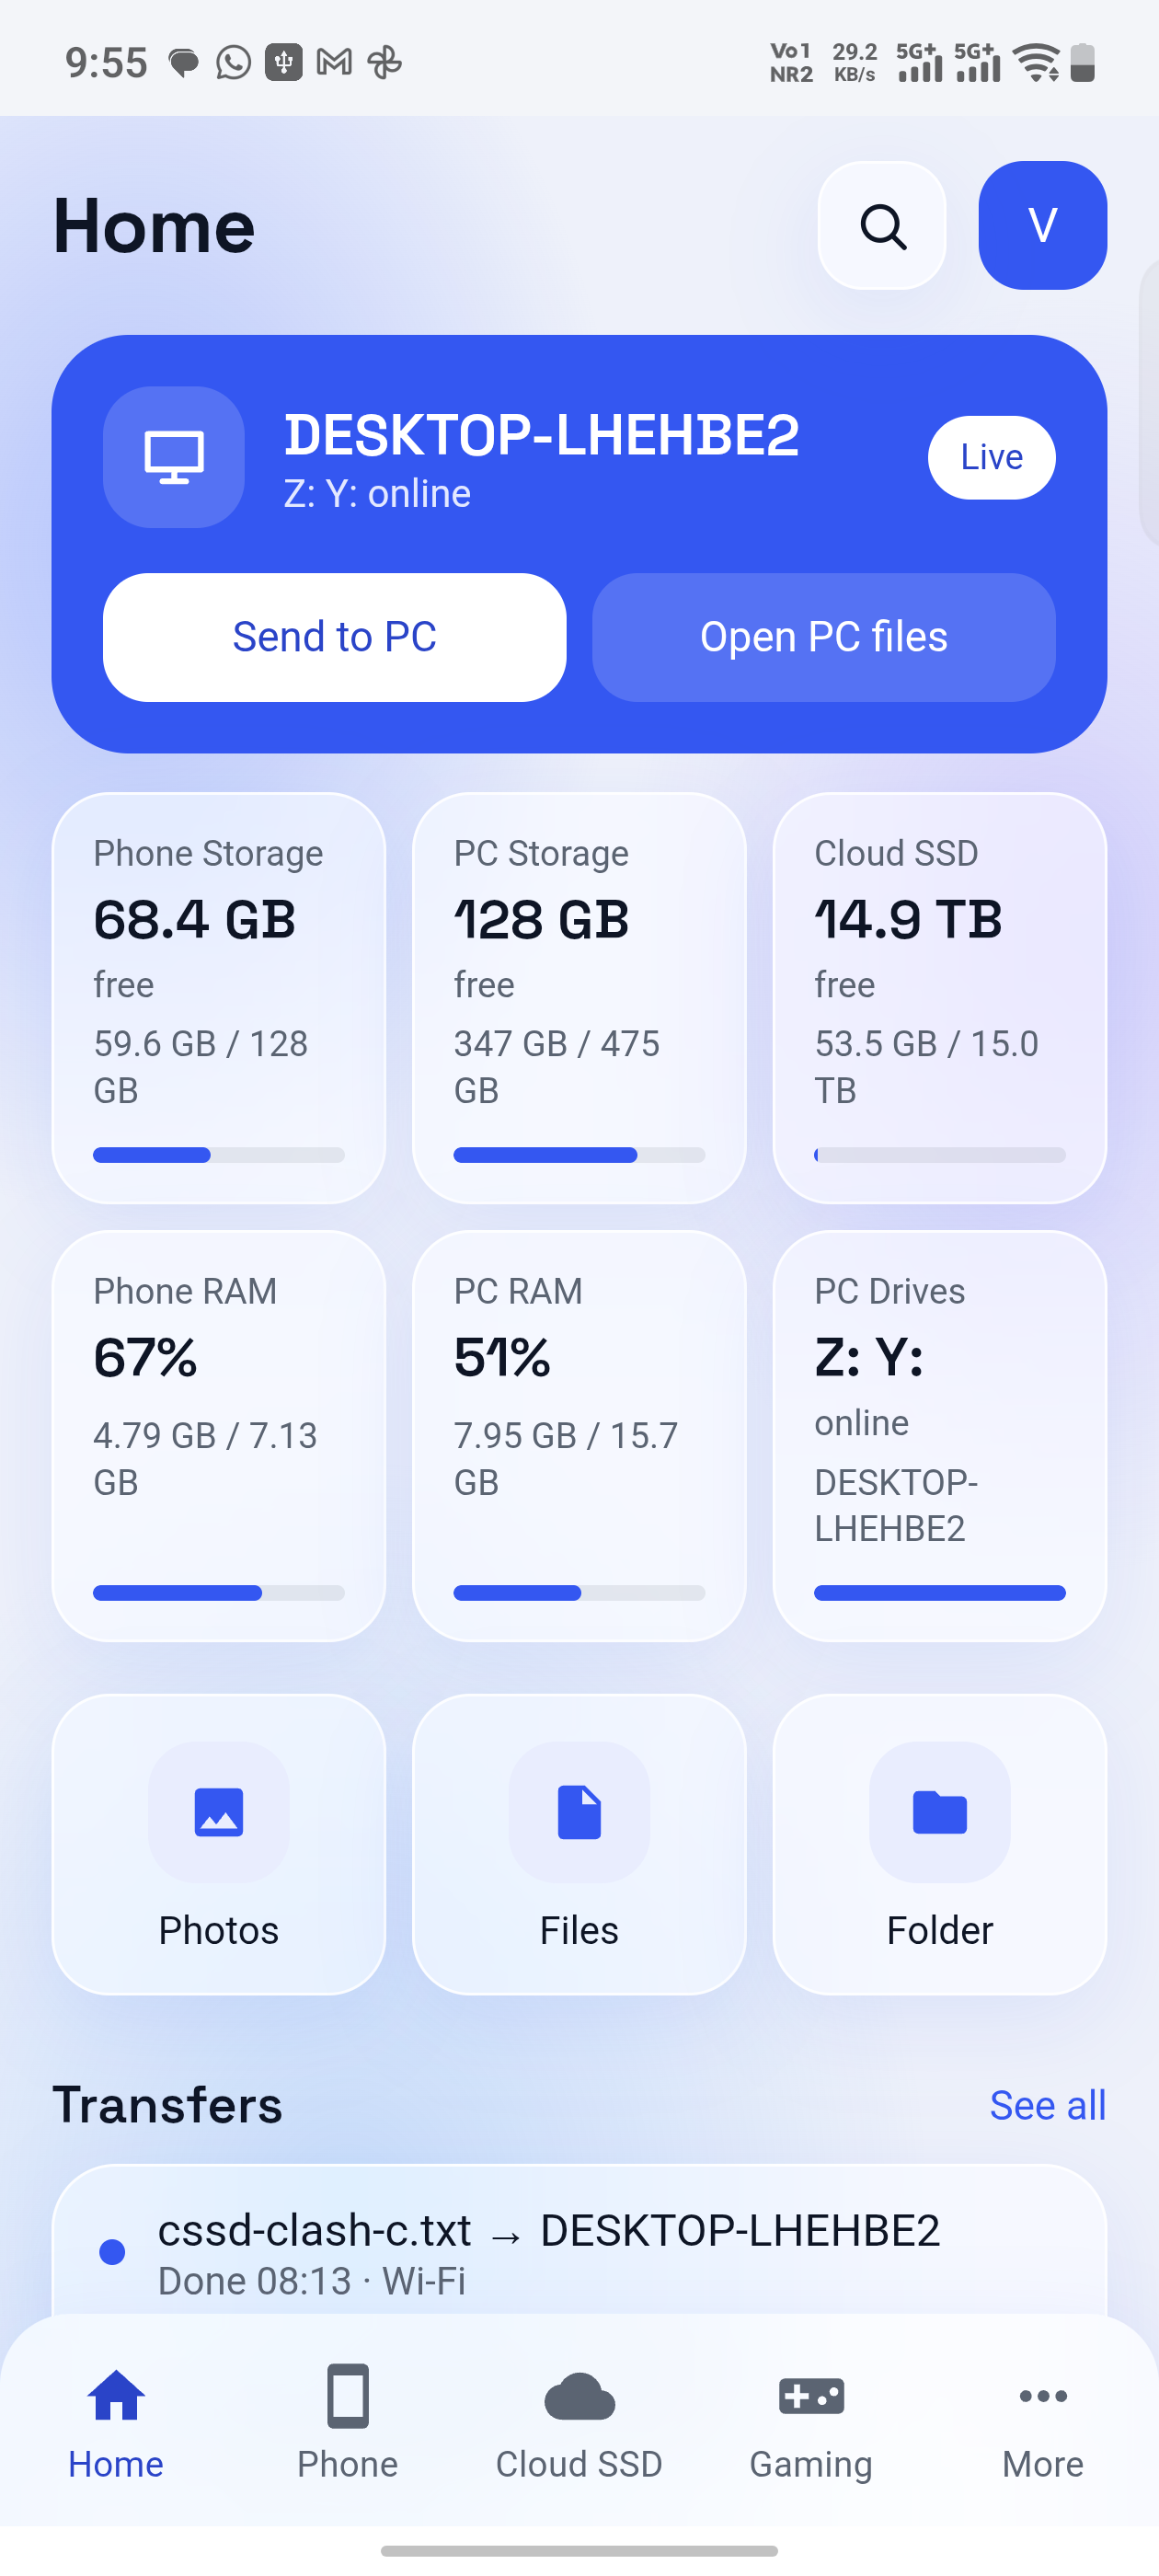 9:55
Vo1 NR2
29.2 KB/s
5G+ 5G+
Home
V
DESKTOP-LHEHBE2
Z: Y: online
Live
Send to PC
Open PC files
Phone Storage
68.4 GB
free
59.6 GB / 128
GB
PC Storage
128 GB
free
347 GB / 475
GB
Cloud SSD
14.9 TB
free
53.5 GB / 15.0
TB
Phone RAM
67%
4.79 GB / 7.13
GB
PC RAM
51%
7.95 GB / 15.7
GB
PC Drives
Z: Y:
online
DESKTOP-
LHEHBE2
Photos
Files
Folder
Transfers
See all
cssd-clash-c.txt → DESKTOP-LHEHBE2
Done 08:13 · Wi-Fi
Home
Phone
Cloud SSD
Gaming
More